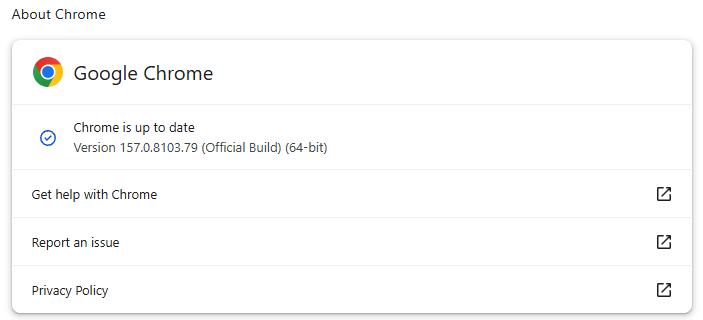 About Chrome
Google Chrome
Chrome is up to date
Version 157.0.8103.79 (Official Build) (64-bit)
Get help with Chrome
Report an issue
Privacy Policy